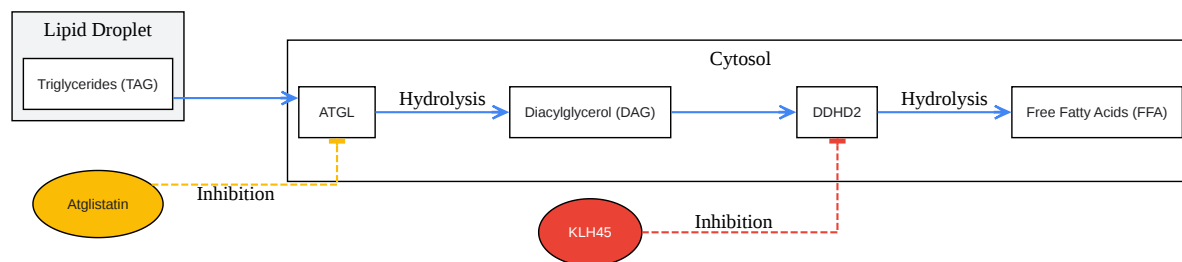 Lipid Droplet
Triglycerides (TAG)
Cytosol
ATGL
Hydrolysis
Diacylglycerol (DAG)
DDHD2
Hydrolysis
Free Fatty Acids (FFA)
Atglistatin
Inhibition
KLH45
Inhibition